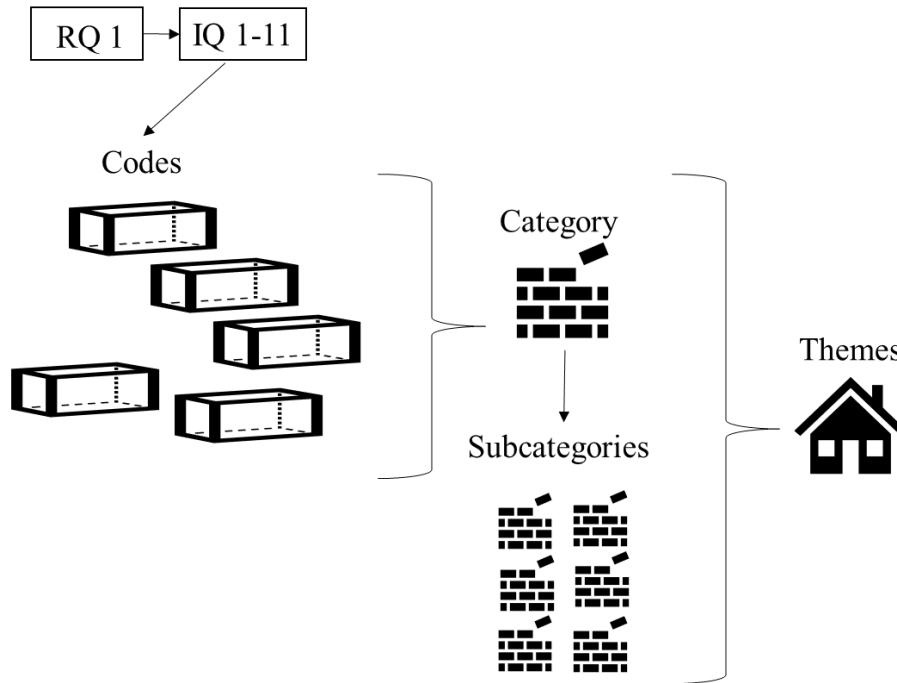 RQ 1
IQ 1-11
Codes
Category
Subcategories
Themes